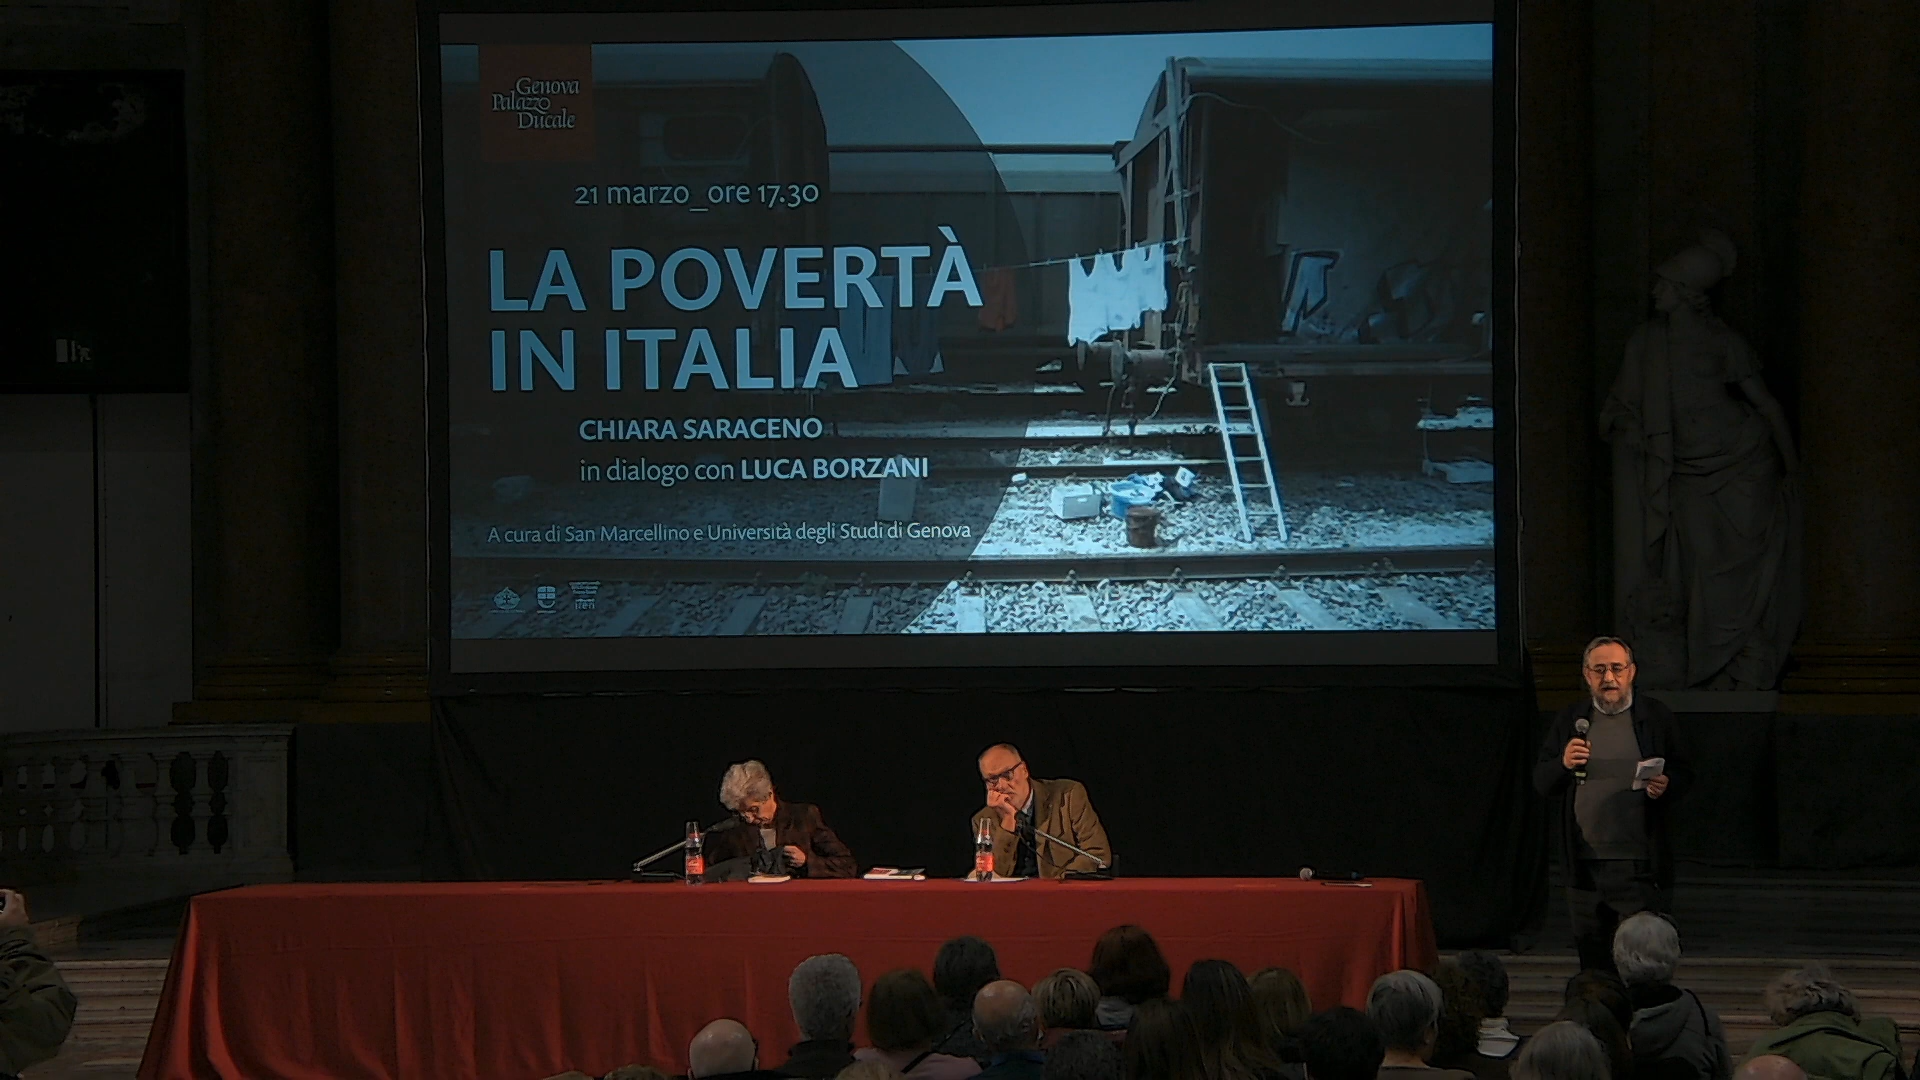 Genova
Palazzo
Ducale
21 marzo_ore 17.30
LA POVERTÀ
IN ITALIA
CHIARA SARACENO
in dialogo con LUCA BORZANI
A cura di San Marcellino e Università degli Studi di Genova
iren